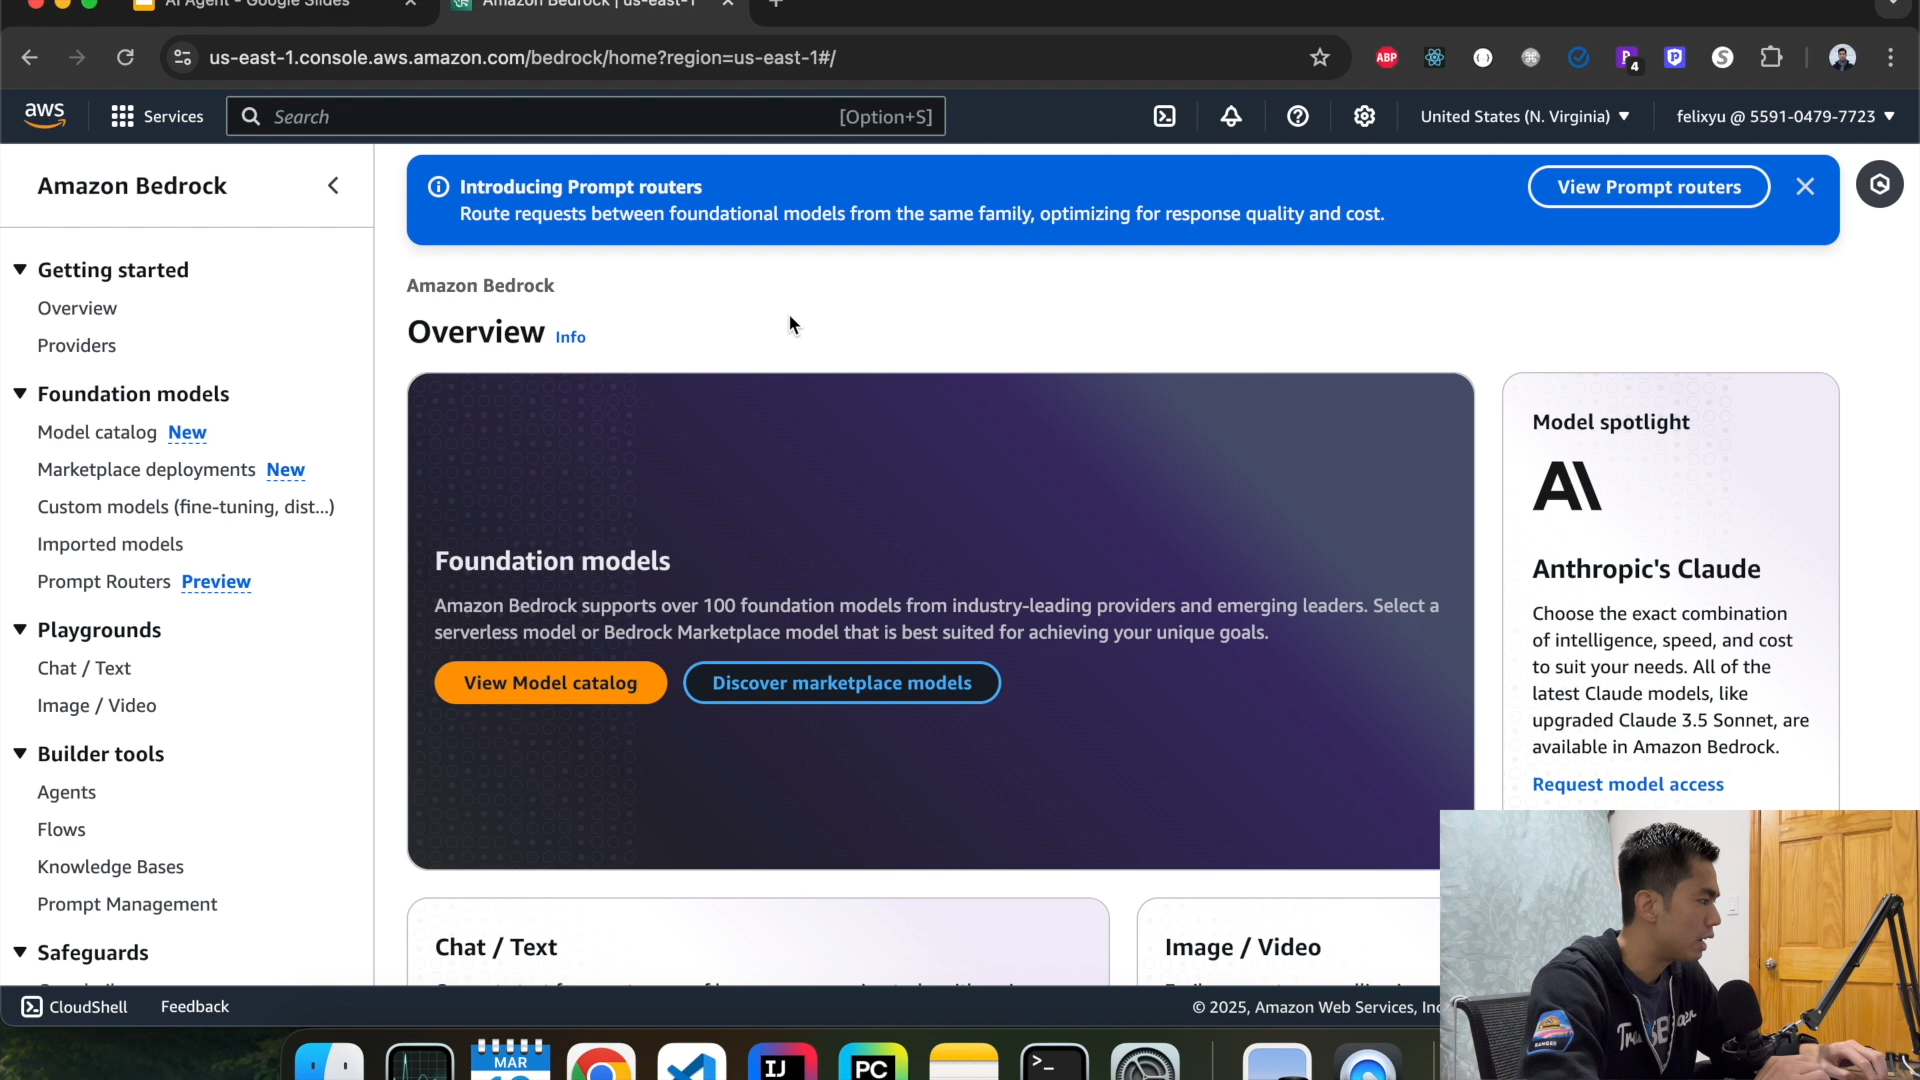 AI Agent - Google Slides
Amazon Bedrock | us-east-1
us-east-1.console.aws.amazon.com/bedrock/home?region=us-east-1#/
ABP
4
aws
Services
Search
[Option+S]
United States (N. Virginia)
felixyu @ 5591-0479-7723
Amazon Bedrock
Getting started
Overview
Providers
Foundation models
Model catalog New
Marketplace deployments New
Custom models (fine-tuning, dist...)
Imported models
Prompt Routers Preview
Playgrounds
Chat / Text
Image / Video
Builder tools
Agents
Flows
Knowledge Bases
Prompt Management
Safeguards
Introducing Prompt routers
Route requests between foundational models from the same family, optimizing for response quality and cost.
View Prompt routers
Amazon Bedrock
Overview Info
Foundation models
Amazon Bedrock supports over 100 foundation models from industry-leading providers and emerging leaders. Select a
serverless model or Bedrock Marketplace model that is best suited for achieving your unique goals.
View Model catalog
Discover marketplace models
Model spotlight
Anthropic's Claude
Choose the exact combination
of intelligence, speed, and cost
to suit your needs. All of the
latest Claude models, like
upgraded Claude 3.5 Sonnet, are
available in Amazon Bedrock.
Request model access
Chat / Text
Image / Video
CloudShell
Feedback
© 2025, Amazon Web Services, Inc
MAR
IJ
PC